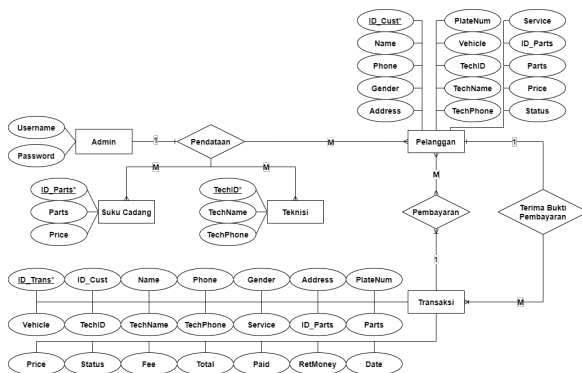 ID_Cust*
PlateNum
Service
Name
Vehicle
ID_Parts
Phone
TechID
Parts
Gender
TechName
Price
Address
TechPhone
Status
Username
Password
Admin
1
Pendataan
M
Pelanggan
1
M
M
M
ID_Parts*
Parts
Price
Suku Cadang
TechID*
TechName
TechPhone
Teknisi
Pembayaran
Terima Bukti
Pembayaran
1
M
ID_Trans*
ID_Cust
Name
Phone
Gender
Address
PlateNum
Transaksi
Vehicle
TechID
TechName
TechPhone
Service
ID_Parts
Parts
Price
Status
Fee
Total
Paid
RetMoney
Date